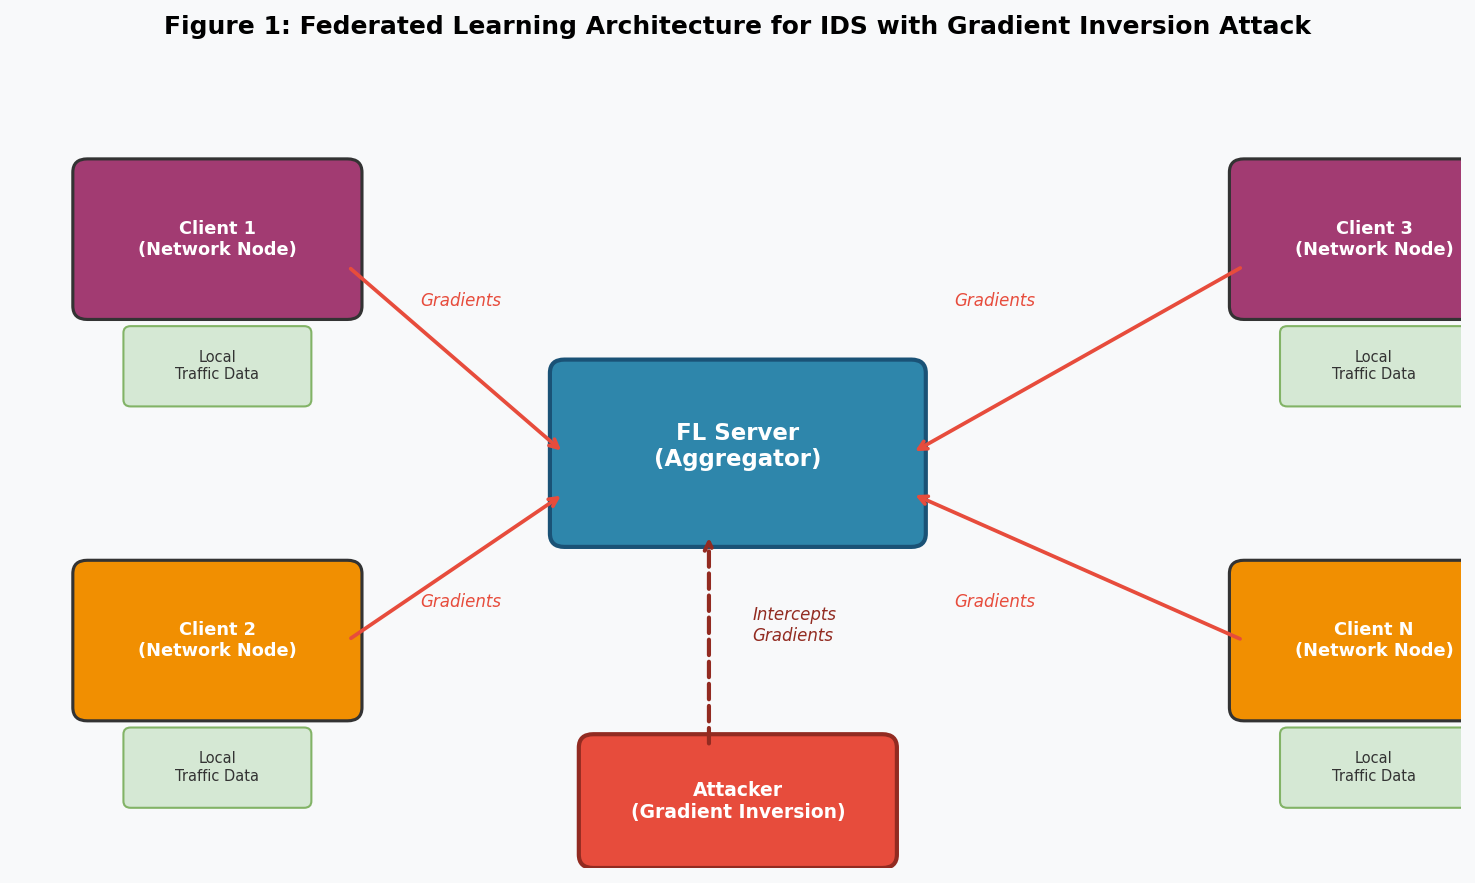 Figure 1: Federated Learning Architecture for IDS with Gradient Inversion Attack
Client 1
(Network Node)
Client 3
(Network Node)
Gradients
Gradients
Local
Traffic Data
Local
Traffic Data
FL Server
(Aggregator)
Gradients
Gradients
Intercepts
Gradients
Client 2
(Network Node)
Client N
(Network Node)
Local
Traffic Data
Local
Traffic Data
Attacker
(Gradient Inversion)